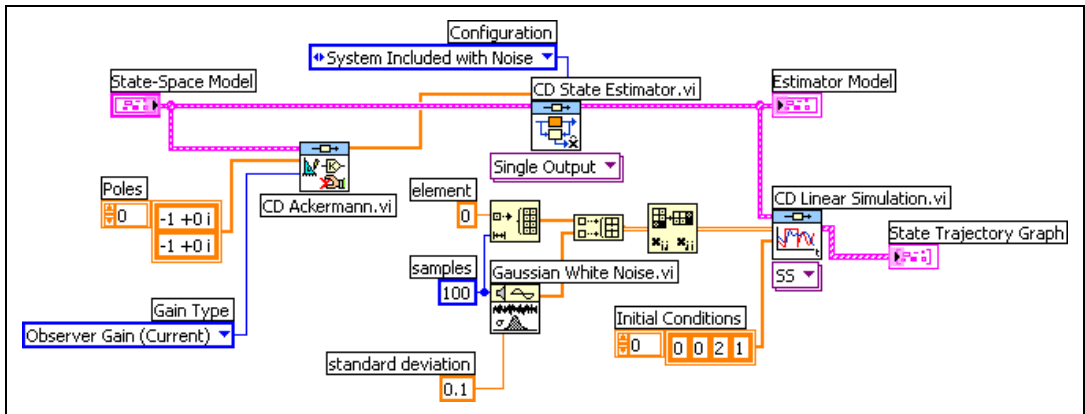 Configuration
System Included with Noise
State-Space Model
CD State Estimator.vi
Estimator Model
Single Output
Poles
0
-1 +0 i
-1 +0 i
CD Ackermann.vi
element
0
CD Linear Simulation.vi
State Trajectory Graph
samples
100
Gaussian White Noise.vi
SS
Gain Type
Observer Gain (Current)
Initial Conditions
0 0 0 2 1
standard deviation
0.1